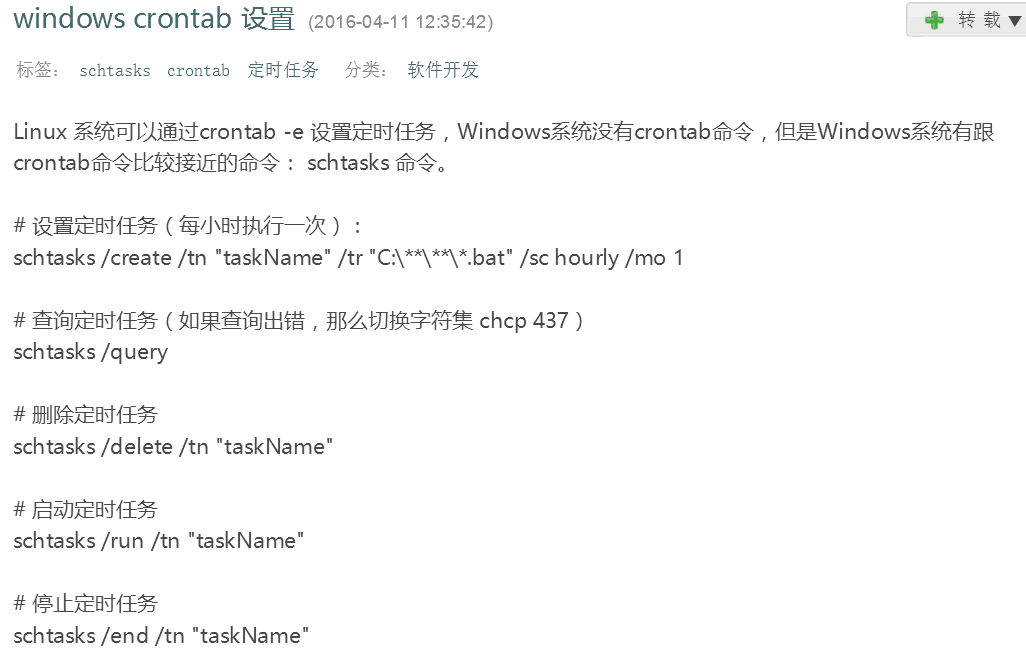 windows crontab 设置 (2016-04-11 12:35:42)
转 载 ▼
标签： schtasks crontab 定时任务 分类： 软件开发
Linux 系统可以通过crontab -e 设置定时任务，Windows系统没有crontab命令，但是Windows系统有跟
crontab命令比较接近的命令： schtasks 命令。
# 设置定时任务（每小时执行一次）：
schtasks /create /tn "taskName" /tr "C:\**\**\*.bat" /sc hourly /mo 1
# 查询定时任务（如果查询出错，那么切换字符集 chcp 437）
schtasks /query
# 删除定时任务
schtasks /delete /tn "taskName"
# 启动定时任务
schtasks /run /tn "taskName"
# 停止定时任务
schtasks /end /tn "taskName"